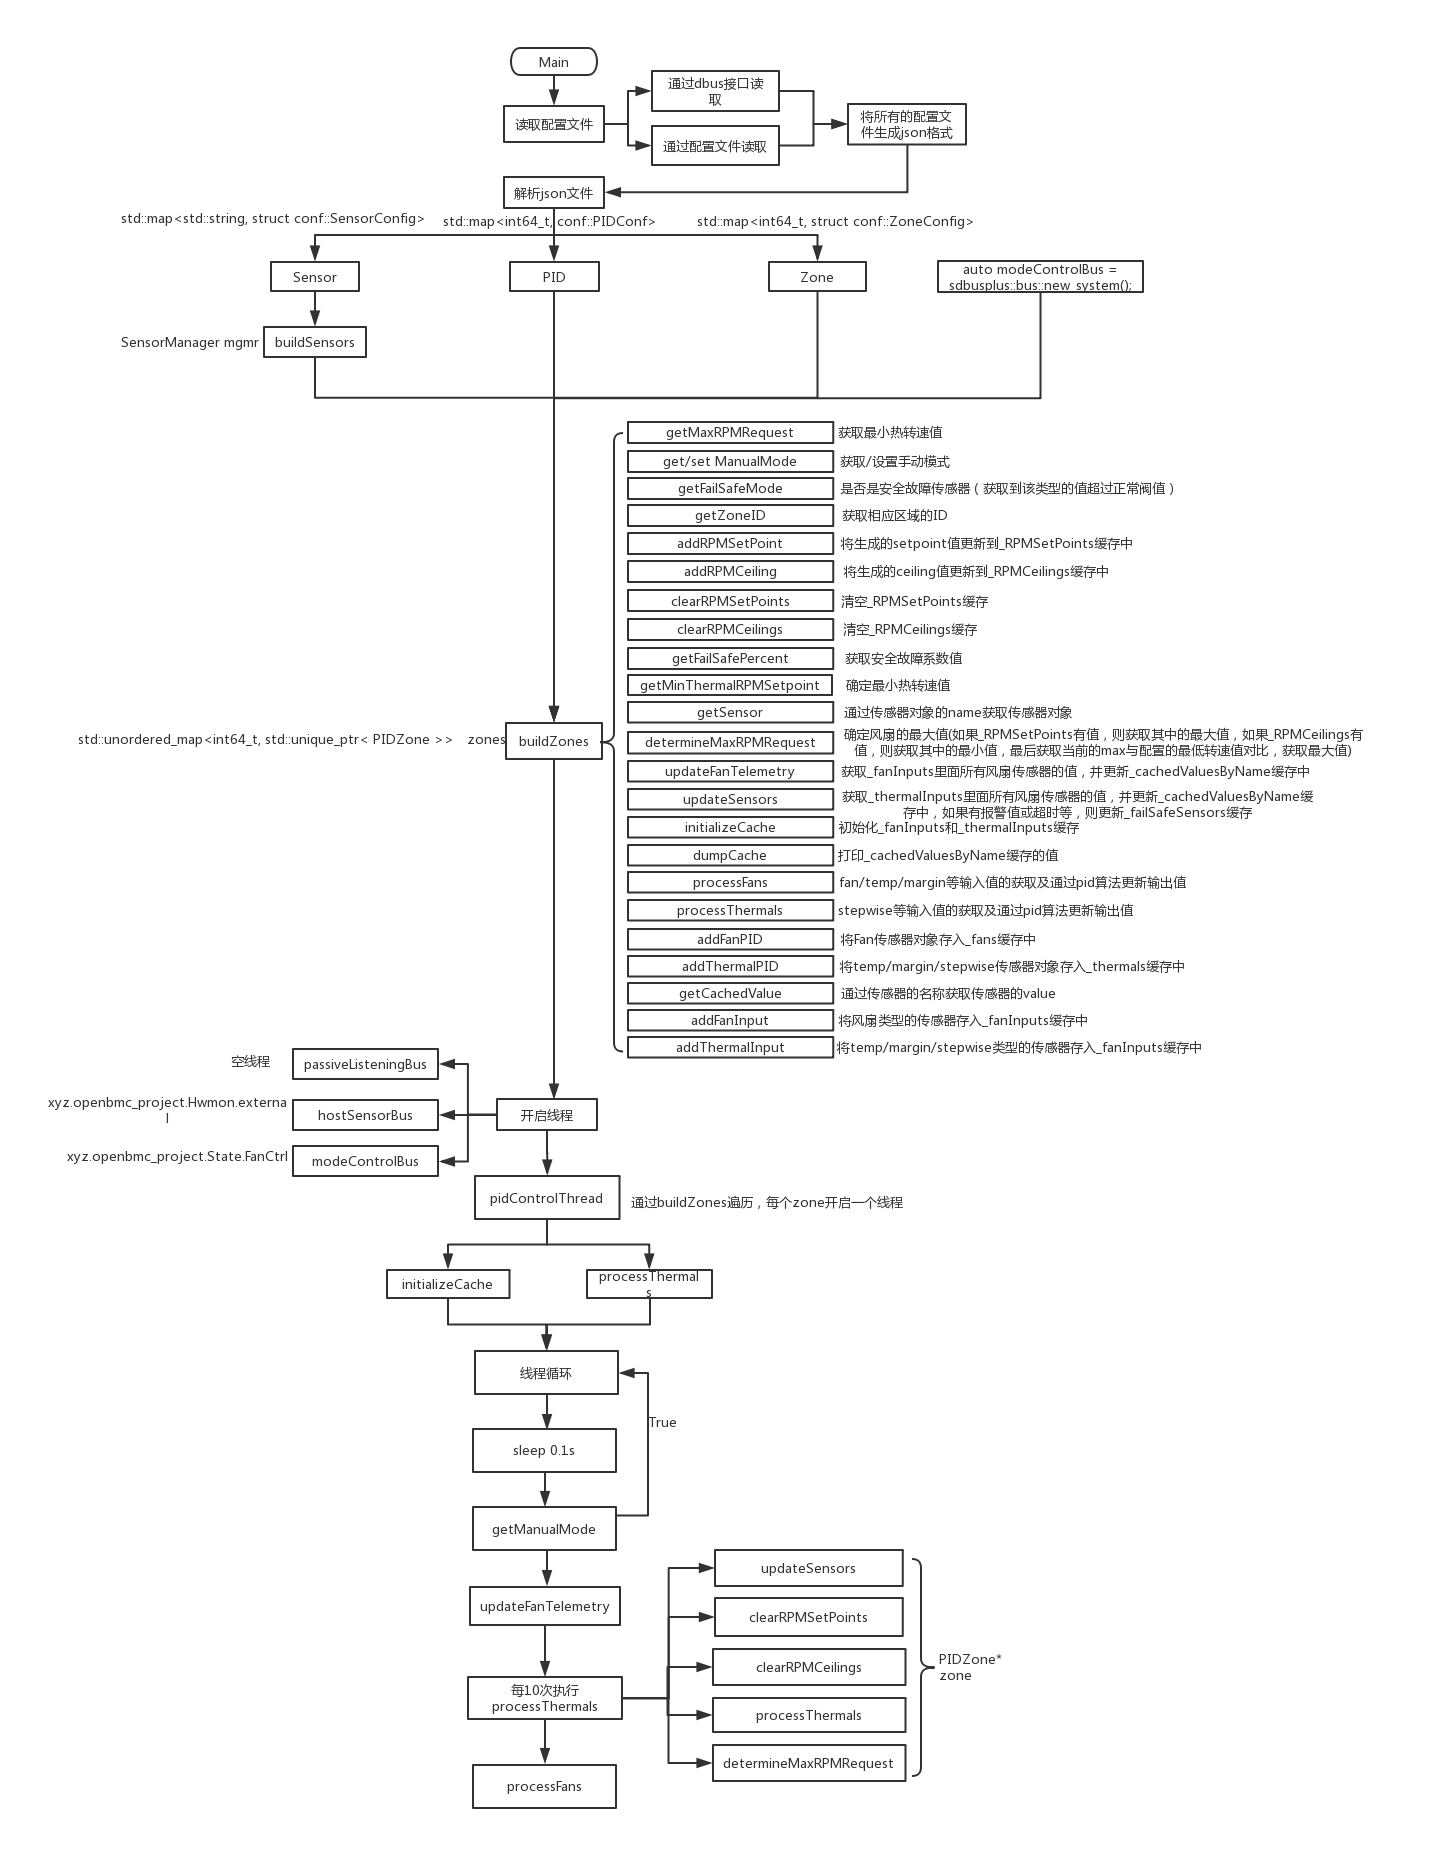 Main
通过dbus接口读
取
读取配置文件
通过配置文件读取
将所有的配置文
件生成json格式
解析json文件
std::map<std::string, struct conf::SensorConfig>
std::map<int64_t, conf::PIDConf>
std::map<int64_t, struct conf::ZoneConfig>
Sensor
PID
Zone
auto modeControlBus =
sdbusplus::bus::new_system();
SensorManager mgmr
buildSensors
getMaxRPMRequest
获取最小热转速值
get/set ManualMode
获取/设置手动模式
getFailSafeMode
是否是安全故障传感器（获取到该类型的值超过正常阀值）
getZoneID
获取相应区域的ID
addRPMSetPoint
将生成的setpoint值更新到_RPMSetPoints缓存中
addRPMCeiling
将生成的ceiling值更新到_RPMCeilings缓存中
clearRPMSetPoints
清空_RPMSetPoints缓存
clearRPMCeilings
清空_RPMCeilings缓存
getFailSafePercent
获取安全故障系数值
getMinThermalRPMSetpoint
确定最小热转速值
getSensor
通过传感器对象的name获取传感器对象
std::unordered_map<int64_t, std::unique_ptr< PIDZone >> zones
buildZones
determineMaxRPMRequest
确定风扇的最大值(如果_RPMSetPoints有值，则获取其中的最大值，如果_RPMCeilings有
值，则获取其中的最小值，最后获取当前的max与配置的最低转速值对比，获取最大值)
updateFanTelemetry
获取_fanInputs里面所有风扇传感器的值，并更新_cachedValuesByName缓存中
updateSensors
获取_thermalInputs里面所有风扇传感器的值，并更新_cachedValuesByName缓
存中，如果有报警值或超时等，则更新_failSafeSensors缓存
initializeCache
初始化_fanInputs和_thermalInputs缓存
dumpCache
打印_cachedValuesByName缓存的值
processFans
fan/temp/margin等输入值的获取及通过pid算法更新输出值
processThermals
stepwise等输入值的获取及通过pid算法更新输出值
addFanPID
将Fan传感器对象存入_fans缓存中
addThermalPID
将temp/margin/stepwise传感器对象存入_thermals缓存中
getCachedValue
通过传感器的名称获取传感器的value
addFanInput
将风扇类型的传感器存入_fanInputs缓存中
addThermalInput
将temp/margin/stepwise类型的传感器存入_fanInputs缓存中
空线程
passiveListeningBus
xyz.openbmc_project.Hwmon.externa
l
hostSensorBus
开启线程
xyz.openbmc_project.State.FanCtrl
modeControlBus
pidControlThread
通过buildZones遍历，每个zone开启一个线程
initializeCache
processThermal
s
线程循环
True
sleep 0.1s
getManualMode
updateFanTelemetry
每10次执行
processThermals
processFans
updateSensors
clearRPMSetPoints
clearRPMCeilings
processThermals
determineMaxRPMRequest
PIDZone*
zone